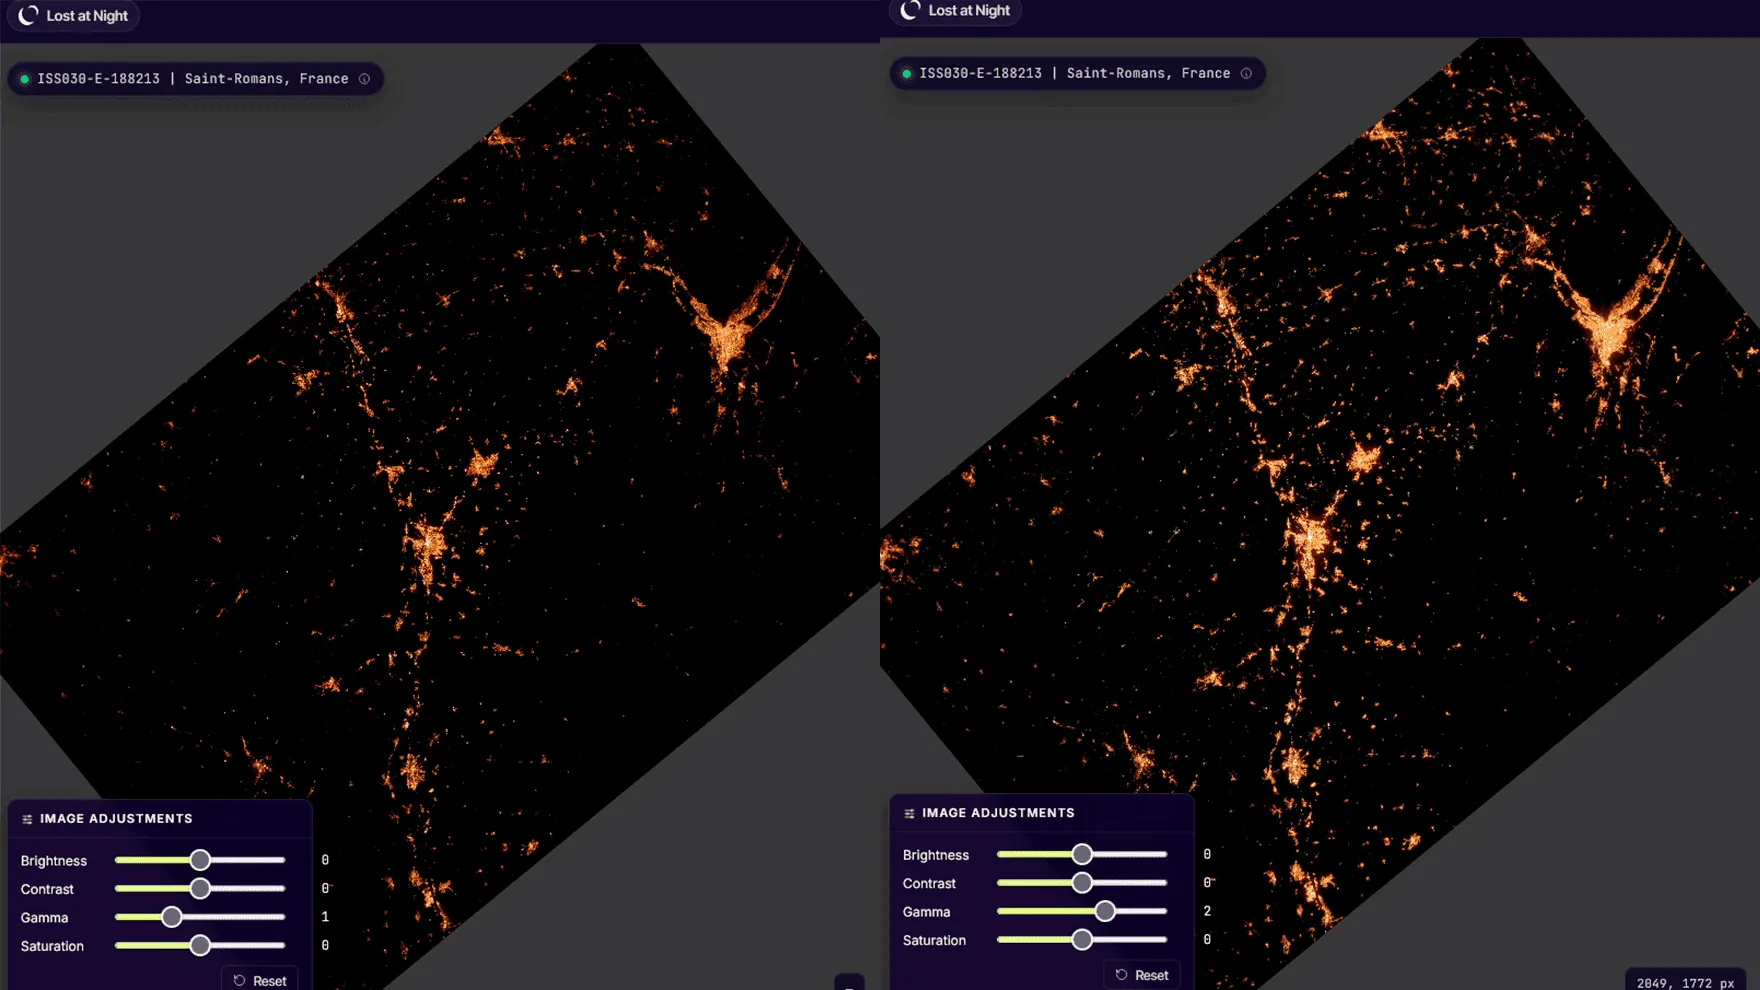 Lost at Night
ISS030-E-188213 | Saint-Romans, France
IMAGE ADJUSTMENTS
Brightness 0
Contrast 0
Gamma 1
Saturation 0
Reset
Lost at Night
ISS030-E-188213 | Saint-Romans, France
IMAGE ADJUSTMENTS
Brightness 0
Contrast 0
Gamma 2
Saturation 0
Reset
2049, 1772 px